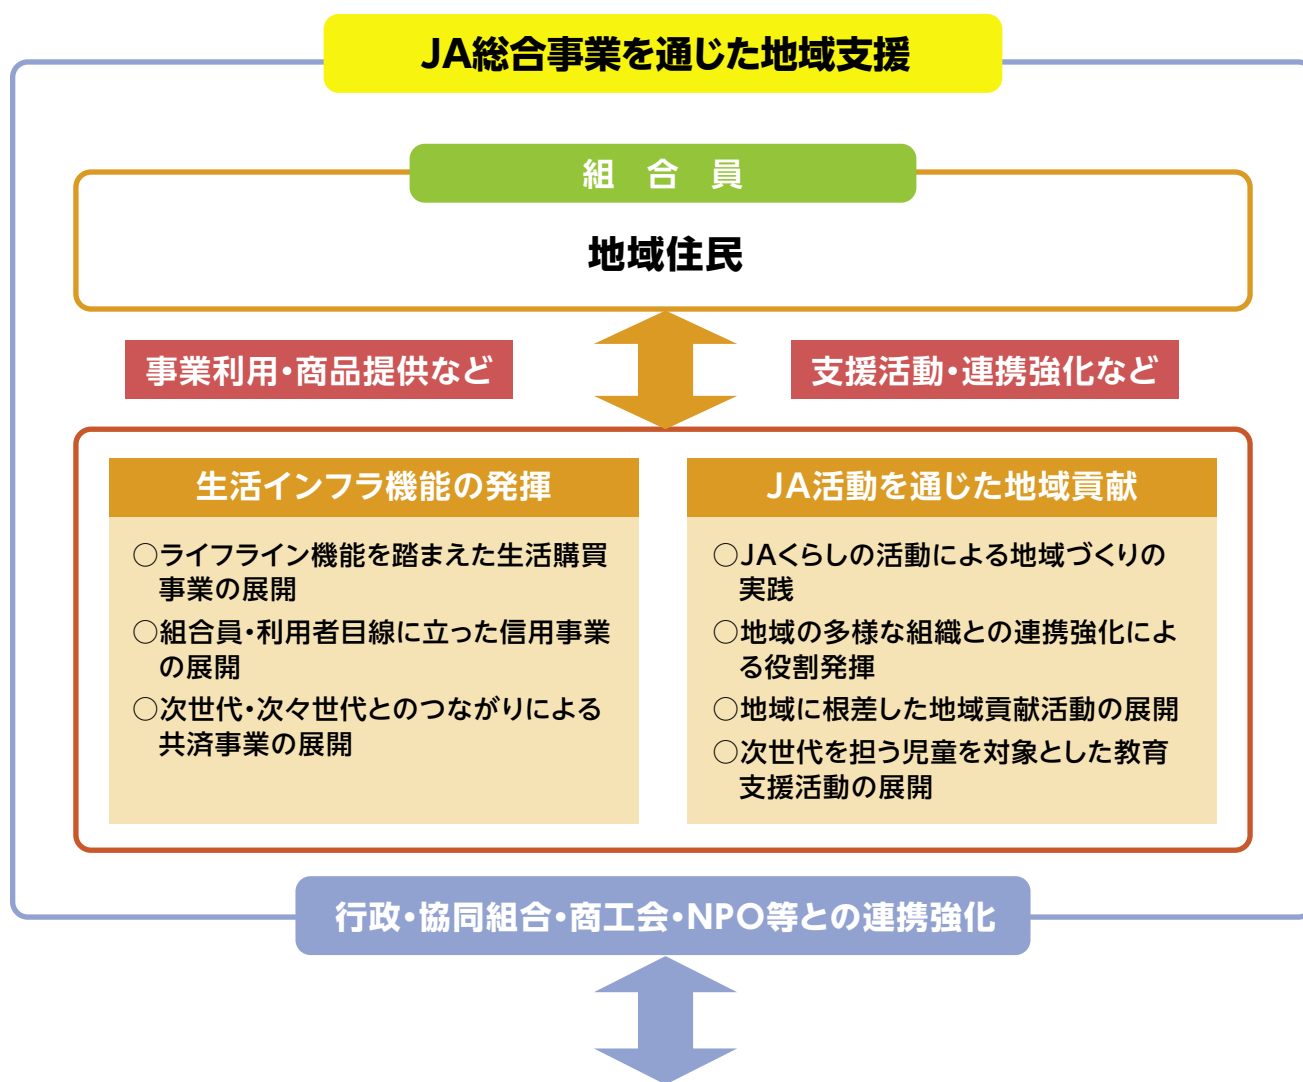 JA総合事業を通じた地域支援
組合員
地域住民
事業利用・商品提供など
支援活動・連携強化など
生活インフラ機能の発揮
○ライフライン機能を踏まえた生活購買
事業の展開
○組合員・利用者目線に立った信用事業
の展開
○次世代・次々世代とのつながりによる
共済事業の展開
JA活動を通じた地域貢献
○JAくらしの活動による地域づくりの
実践
○地域の多様な組織との連携強化によ
る役割発揮
○地域に根差した地域貢献活動の展開
○次世代を担う児童を対象とした教育
支援活動の展開
行政・協同組合・商工会・NPO等との連携強化